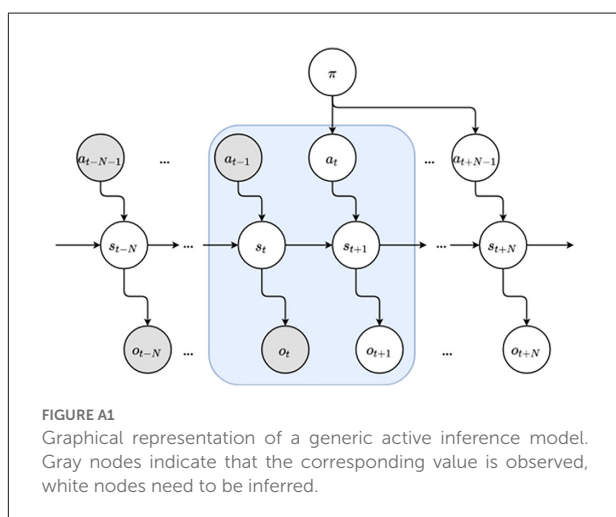 π
a_{t−N−1} ... a_{t−1} a_t ... a_{t+N−1}
s_{t−N} ... s_t s_{t+1} ... s_{t+N}
o_{t−N} ... o_t o_{t+1} ... o_{t+N}
FIGURE A1
Graphical representation of a generic active inference model.
Gray nodes indicate that the corresponding value is observed,
white nodes need to be inferred.